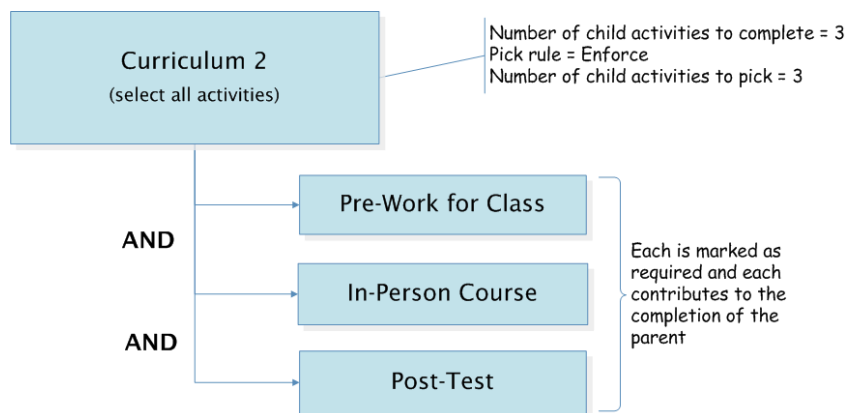 Curriculum 2
(select all activities)
Number of child activities to complete = 3
Pick rule = Enforce
Number of child activities to pick = 3
Pre-Work for Class
AND
In-Person Course
AND
Post-Test
Each is marked as
required and each
contributes to the
completion of the
parent